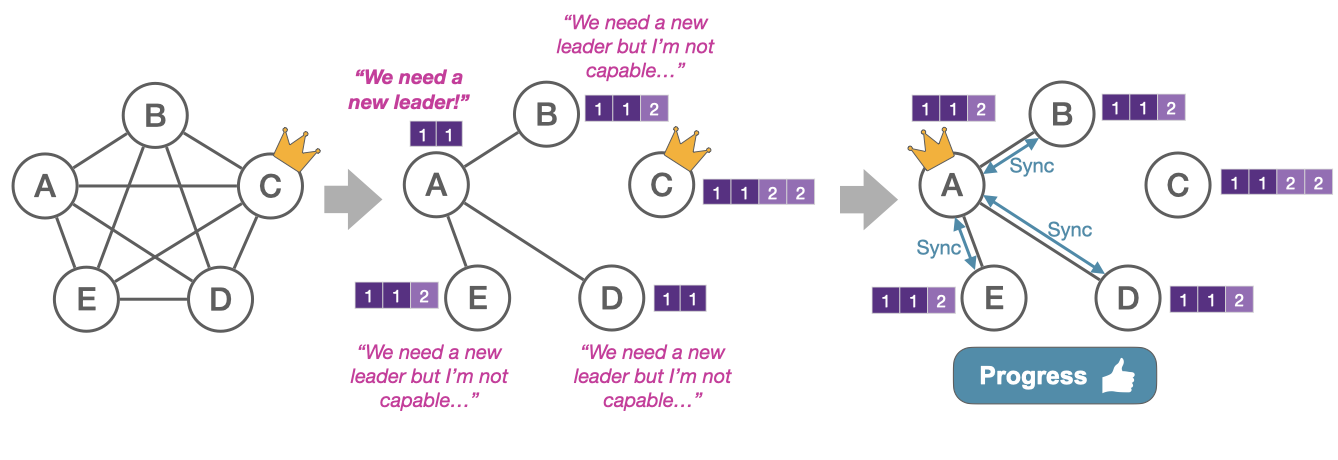 B
A
C
E
D
“We need a
new leader!”
1 1
“We need a new
leader but I’m not
capable…”
B
1 1 2
A
C
1 1 2 2
1 1 2
E
D
1 1
“We need a new
leader but I’m not
capable…”
“We need a new
leader but I’m not
capable…”
1 1 2
B
1 1 2
Sync
A
C
1 1 2 2
Sync
Sync
1 1 2
E
D
1 1 2
Progress